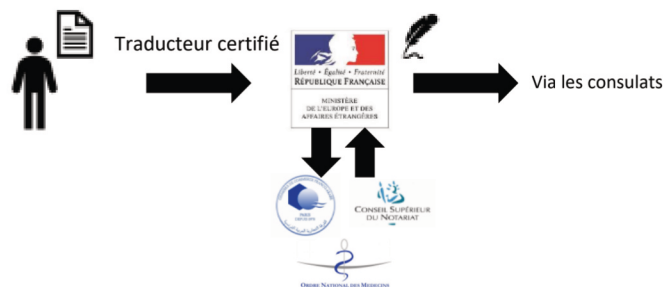 Traducteur certifié
Liberté • Égalité • Fraternité
RÉPUBLIQUE FRANÇAISE
MINISTÈRE
DE L'EUROPE ET DES
AFFAIRES ÉTRANGÈRES
Via les consulats
CONSEIL SUPÉRIEUR
DU NOTARIAT
ORDRE NATIONAL DES MEDECINS